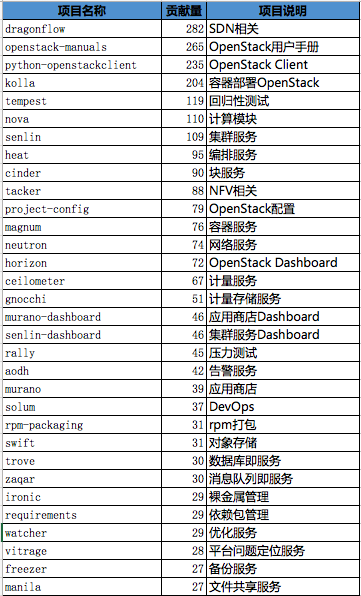 项目名称 贡献量 项目说明
dragonflow 282 SDN相关
openstack-manuals 265 OpenStack用户手册
python-openstackclient 235 OpenStack Client
kolla 204 容器部署OpenStack
tempest 119 回归性测试
nova 110 计算模块
senlin 109 集群服务
heat 95 编排服务
cinder 90 块服务
tacker 88 NFV相关
project-config 79 OpenStack配置
magnum 76 容器服务
neutron 74 网络服务
horizon 72 OpenStack Dashboard
ceilometer 67 计量服务
gnocchi 51 计量存储服务
murano-dashboard 46 应用商店Dashboard
senlin-dashboard 46 集群服务Dashboard
rally 45 压力测试
aodh 42 告警服务
murano 39 应用商店
solum 37 DevOps
rpm-packaging 31 rpm打包
swift 31 对象存储
trove 30 数据库即服务
zaqar 30 消息队列即服务
ironic 29 裸金属管理
requirements 29 依赖包管理
watcher 29 优化服务
vitrage 28 平台问题定位服务
freezer 27 备份服务
manila 27 文件共享服务